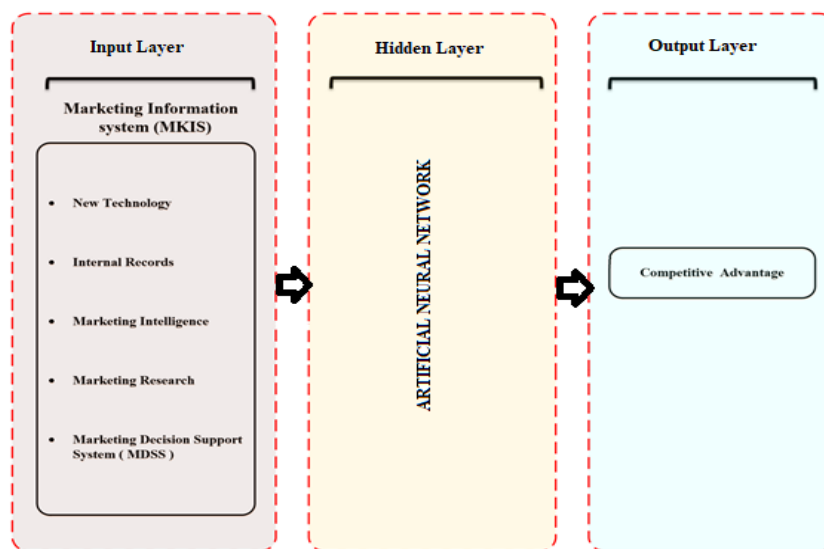 Input Layer
Marketing Information
system (MKIS)
• New Technology
• Internal Records
• Marketing Intelligence
• Marketing Research
• Marketing Decision Support
System ( MDSS )
Hidden Layer
ARTIFICIAL NEURAL NETWORK
Output Layer
Competitive Advantage